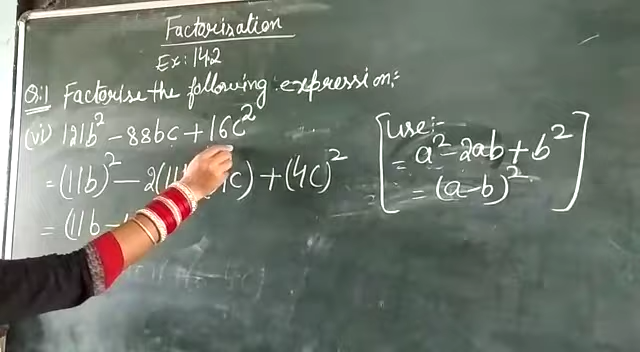 Factorisation
Ex: 14.2
Q:1 Factorise the following expression:-
(vi) 121b² - 88bc + 16c²
= (11b)² - 2(11 4c) + (4c)²
= (11b -
[use:-
= a² - 2ab + b²
= (a-b)²]